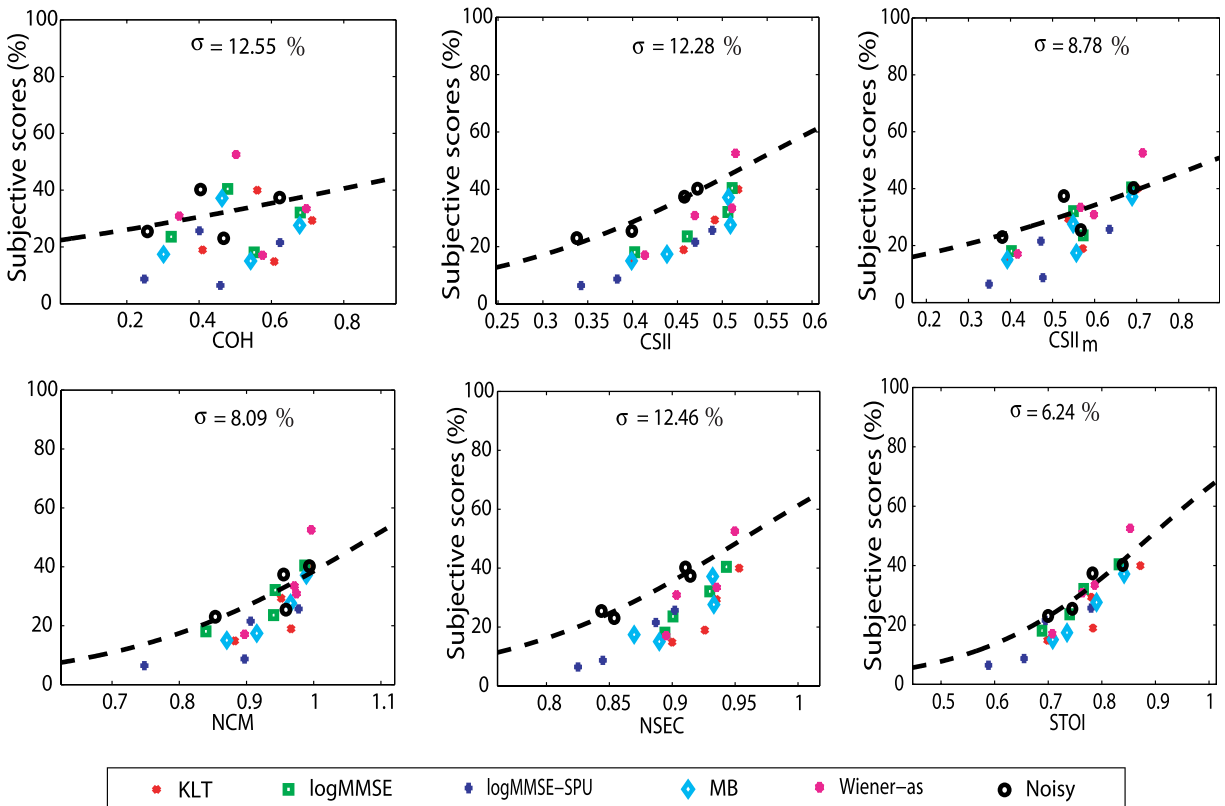 σ = 12.55 %
Subjective scores (%)
100
80
60
40
20
0
0.2
0.4
0.6
0.8
COH
σ = 12.28 %
Subjective scores (%)
100
80
60
40
20
0
0.25
0.3
0.35
0.4
0.45
0.5
0.55
0.6
CSII
σ = 8.78 %
Subjective scores (%)
100
80
60
40
20
0
0.2
0.3
0.4
0.5
0.6
0.7
0.8
CSIIm
σ = 8.09 %
Subjective scores (%)
100
80
60
40
20
0
0.7
0.8
0.9
1
1.1
NCM
σ = 12.46 %
Subjective scores (%)
100
80
60
40
20
0
0.8
0.85
0.9
0.95
1
NSEC
σ = 6.24 %
Subjective scores (%)
100
80
60
40
20
0
0.5
0.6
0.7
0.8
0.9
1
STOI
KLT
logMMSE
logMMSE–SPU
MB
Wiener–as
Noisy